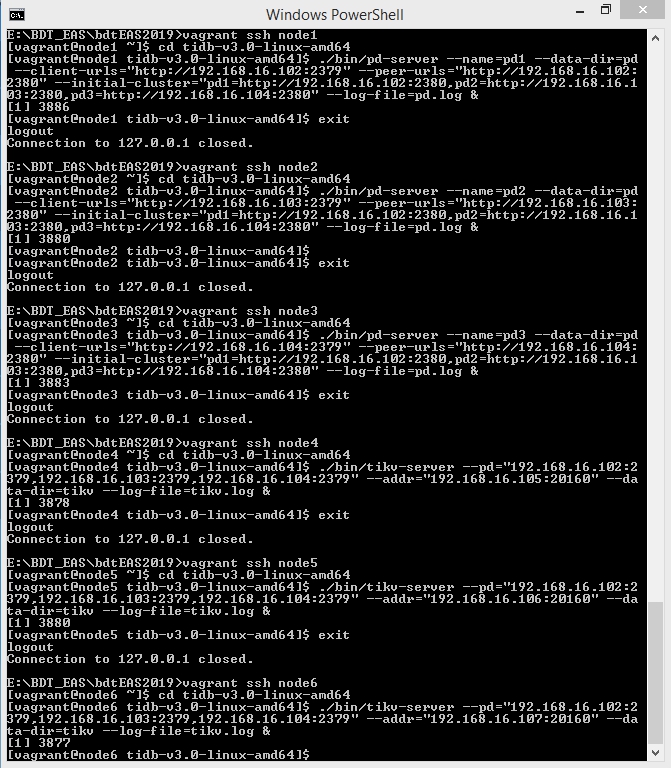 Windows PowerShell
E:\BDT_EAS\bdtEAS2019>vagrant ssh node1
[vagrant@node1 ~]$ cd tidb-v3.0-linux-amd64
[vagrant@node1 tidb-v3.0-linux-amd64]$ ./bin/pd-server --name=pd1 --data-dir=pd
 --client-urls="http://192.168.16.102:2379" --peer-urls="http://192.168.16.102:
2380" --initial-cluster="pd1=http://192.168.16.102:2380,pd2=http://192.168.16.1
03:2380,pd3=http://192.168.16.104:2380" --log-file=pd.log &
[1] 3886
[vagrant@node1 tidb-v3.0-linux-amd64]$ exit
logout
Connection to 127.0.0.1 closed.
E:\BDT_EAS\bdtEAS2019>vagrant ssh node2
[vagrant@node2 ~]$ cd tidb-v3.0-linux-amd64
[vagrant@node2 tidb-v3.0-linux-amd64]$ ./bin/pd-server --name=pd2 --data-dir=pd
 --client-urls="http://192.168.16.103:2379" --peer-urls="http://192.168.16.103:
2380" --initial-cluster="pd1=http://192.168.16.102:2380,pd2=http://192.168.16.1
03:2380,pd3=http://192.168.16.104:2380" --log-file=pd.log &
[1] 3880
[vagrant@node2 tidb-v3.0-linux-amd64]$
[vagrant@node2 tidb-v3.0-linux-amd64]$ exit
logout
Connection to 127.0.0.1 closed.
E:\BDT_EAS\bdtEAS2019>vagrant ssh node3
[vagrant@node3 ~]$ cd tidb-v3.0-linux-amd64
[vagrant@node3 tidb-v3.0-linux-amd64]$ ./bin/pd-server --name=pd3 --data-dir=pd
 --client-urls="http://192.168.16.104:2379" --peer-urls="http://192.168.16.104:
2380" --initial-cluster="pd1=http://192.168.16.102:2380,pd2=http://192.168.16.1
03:2380,pd3=http://192.168.16.104:2380" --log-file=pd.log &
[1] 3883
[vagrant@node3 tidb-v3.0-linux-amd64]$ exit
logout
Connection to 127.0.0.1 closed.
E:\BDT_EAS\bdtEAS2019>vagrant ssh node4
[vagrant@node4 ~]$ cd tidb-v3.0-linux-amd64
[vagrant@node4 tidb-v3.0-linux-amd64]$ ./bin/tikv-server --pd="192.168.16.102:2
379,192.168.16.103:2379,192.168.16.104:2379" --addr="192.168.16.105:20160" --da
ta-dir=tikv --log-file=tikv.log &
[1] 3878
[vagrant@node4 tidb-v3.0-linux-amd64]$ exit
logout
Connection to 127.0.0.1 closed.
E:\BDT_EAS\bdtEAS2019>vagrant ssh node5
[vagrant@node5 ~]$ cd tidb-v3.0-linux-amd64
[vagrant@node5 tidb-v3.0-linux-amd64]$ ./bin/tikv-server --pd="192.168.16.102:2
379,192.168.16.103:2379,192.168.16.104:2379" --addr="192.168.16.106:20160" --da
ta-dir=tikv --log-file=tikv.log &
[1] 3880
[vagrant@node5 tidb-v3.0-linux-amd64]$ exit
logout
Connection to 127.0.0.1 closed.
E:\BDT_EAS\bdtEAS2019>vagrant ssh node6
[vagrant@node6 ~]$ cd tidb-v3.0-linux-amd64
[vagrant@node6 tidb-v3.0-linux-amd64]$ ./bin/tikv-server --pd="192.168.16.102:2
379,192.168.16.103:2379,192.168.16.104:2379" --addr="192.168.16.107:20160" --da
ta-dir=tikv --log-file=tikv.log &
[1] 3877
[vagrant@node6 tidb-v3.0-linux-amd64]$